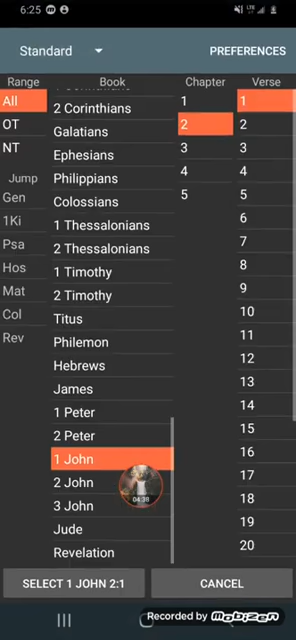 6:25
Standard
PREFERENCES
Range
Book
Chapter
Verse
All
OT
NT
Jump
Gen
1Ki
Psa
Hos
Mat
Col
Rev
2 Corinthians
Galatians
Ephesians
Philippians
Colossians
1 Thessalonians
2 Thessalonians
1 Timothy
2 Timothy
Titus
Philemon
Hebrews
James
1 Peter
2 Peter
1 John
2 John
3 John
Jude
Revelation
1
2
3
4
5
1
2
3
4
5
6
7
8
9
10
11
12
13
14
15
16
17
18
19
20
04:38
SELECT 1 JOHN 2:1
CANCEL
Recorded by Mobizen